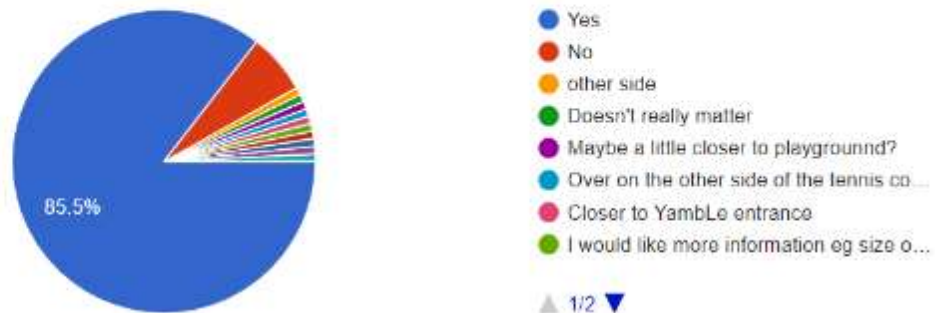 85.5%
Yes
No
other side
Doesn't really matter
Maybe a little closer to playgrounnd?
Over on the other side of the tennis co...
Closer to YambLe entrance
I would like more information eg size o...
1/2